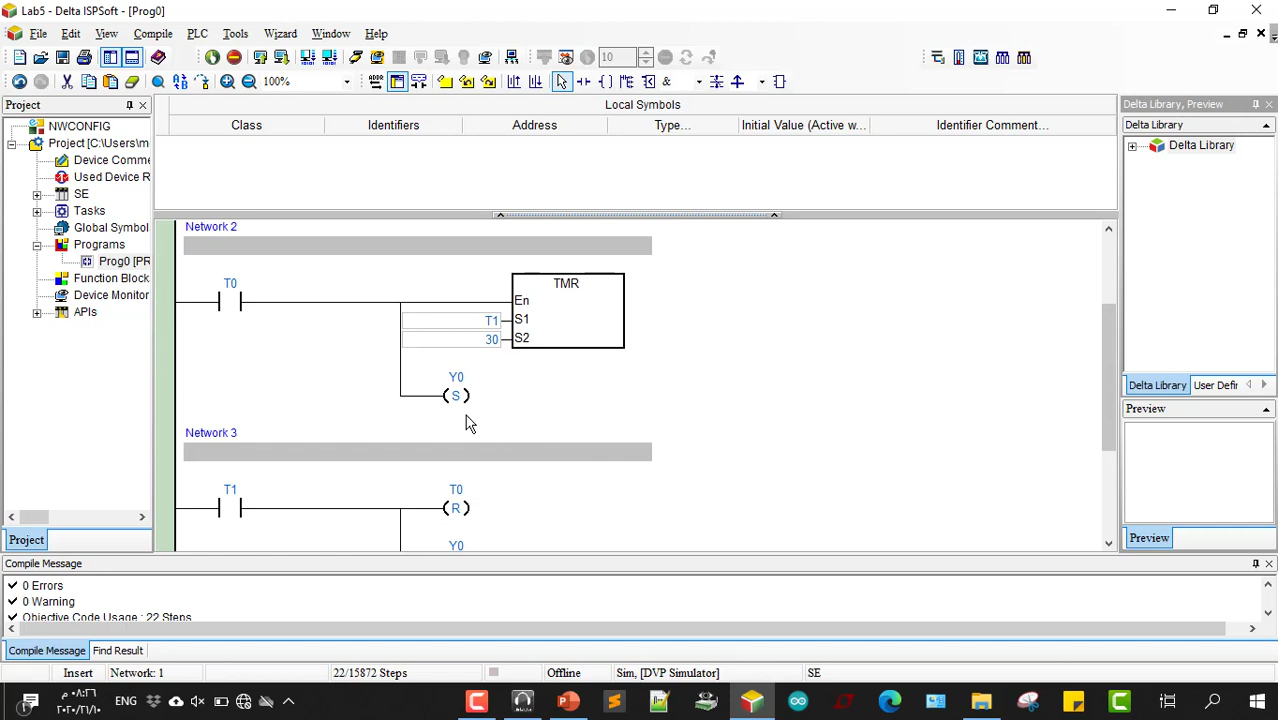 Lab5 - Delta ISPSoft - [Prog0]
File Edit View Compile PLC Tools Wizard Window Help
10
100%
&
Project
NWCONFIG
Project [C:\Users\m
Device Comme
Used Device R
SE
Tasks
Global Symbol
Programs
Prog0 [PR
Function Block
Device Monitor
APIs
Project
Local Symbols
Class Identifiers Address Type... Initial Value (Active w... Identifier Comment...
Network 2
T0
TMR
En
T1 S1
30 S2
Y0
S
Network 3
T1 T0
R
Y0
Delta Library, Preview
Delta Library
Delta Library
Delta Library User Defir
Preview
Preview
Compile Message
0 Errors
0 Warning
Objective Code Usage : 22 Steps
Compile Message Find Result
Insert Network: 1 22/15872 Steps Offline Sim, [DVP Simulator] SE
ENG